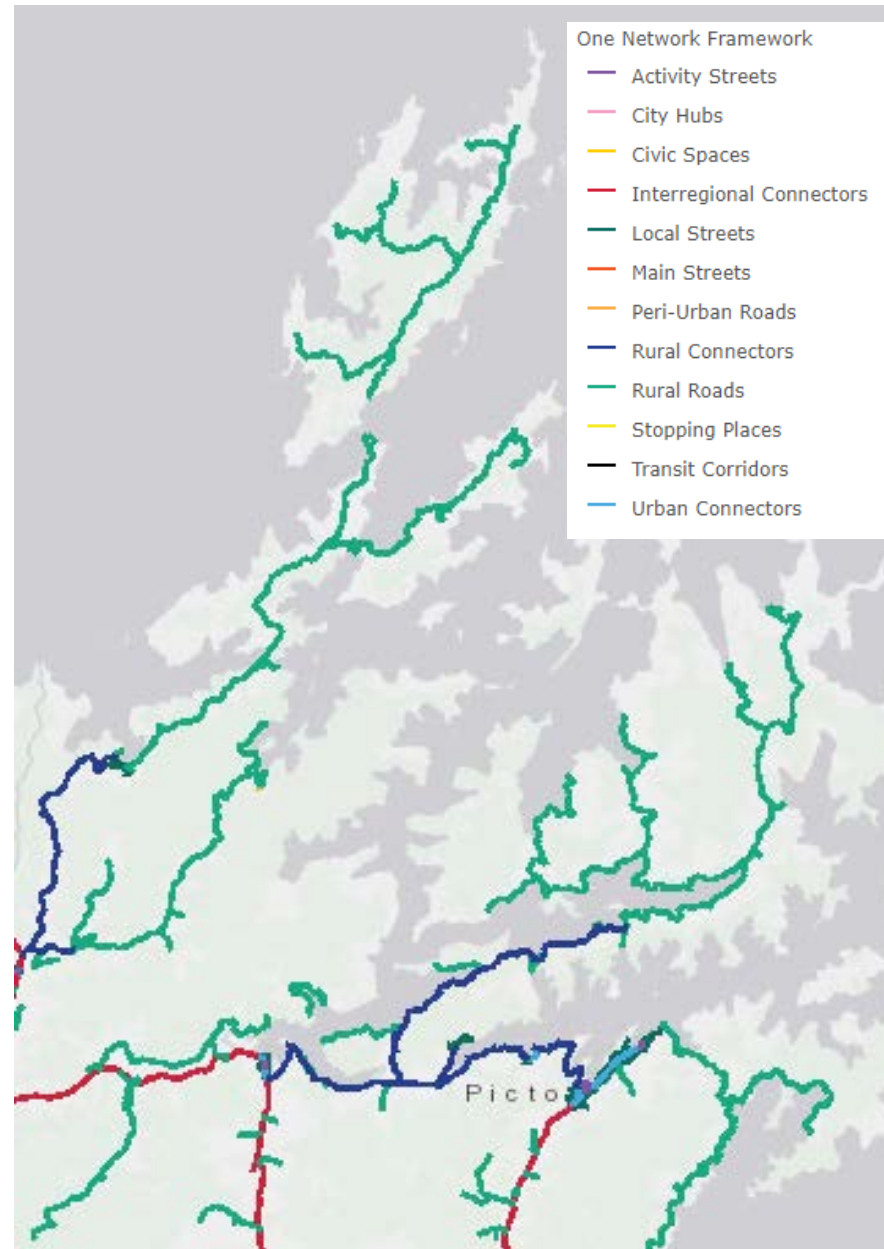 One Network Framework
Activity Streets
City Hubs
Civic Spaces
Interregional Connectors
Local Streets
Main Streets
Peri-Urban Roads
Rural Connectors
Rural Roads
Stopping Places
Transit Corridors
Urban Connectors
Picto